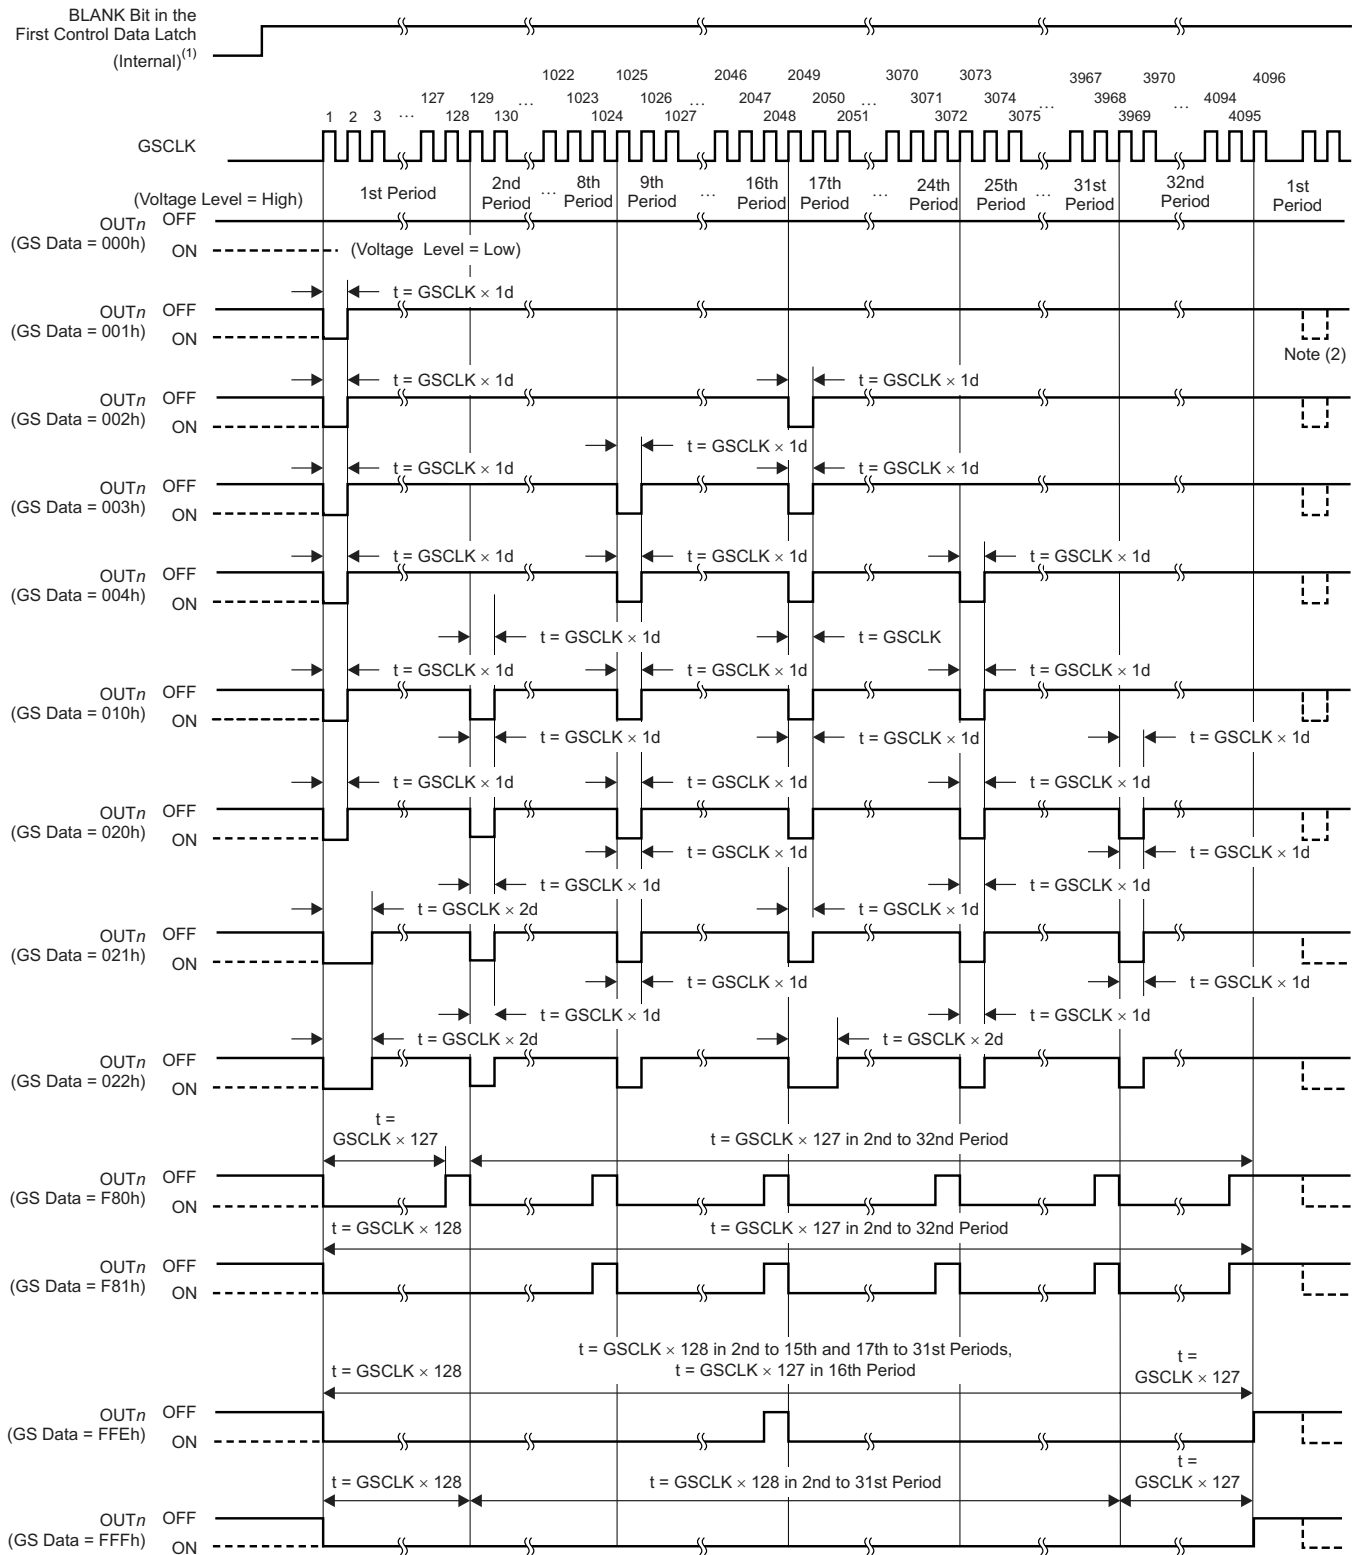 BLANK Bit in the
First Control Data Latch
(Internal)(1)
1022 1025 2046 2049 3070 3073 3967 3970 4096
127 129 ... 1023 1026 ... 2047 2050 ... 3071 3074 ... 3968 ... 4094
1 2 3 ... 128 130 1024 1027 2048 2051 3072 3075 3969 4095
GSCLK
(Voltage Level = High)
1st Period
2nd Period
...
8th Period
9th Period
...
16th Period
17th Period
...
24th Period
25th Period
...
31st Period
32nd Period
1st Period
OUTn OFF
(GS Data = 000h)
ON
(Voltage Level = Low)
t = GSCLK × 1d
OUTn OFF
(GS Data = 001h)
ON
Note (2)
t = GSCLK × 1d t = GSCLK × 1d
OUTn OFF
(GS Data = 002h)
ON
t = GSCLK × 1d
t = GSCLK × 1d t = GSCLK × 1d
OUTn OFF
(GS Data = 003h)
ON
t = GSCLK × 1d t = GSCLK × 1d t = GSCLK × 1d t = GSCLK × 1d
OUTn OFF
(GS Data = 004h)
ON
t = GSCLK × 1d t = GSCLK
t = GSCLK × 1d t = GSCLK × 1d t = GSCLK × 1d
OUTn OFF
(GS Data = 010h)
ON
t = GSCLK × 1d t = GSCLK × 1d t = GSCLK × 1d
t = GSCLK × 1d t = GSCLK × 1d t = GSCLK × 1d
OUTn OFF
(GS Data = 020h)
ON
t = GSCLK × 1d t = GSCLK × 1d
t = GSCLK × 1d t = GSCLK × 1d
t = GSCLK × 2d t = GSCLK × 1d
OUTn OFF
(GS Data = 021h)
ON
t = GSCLK × 1d t = GSCLK × 1d
t = GSCLK × 1d t = GSCLK × 1d
t = GSCLK × 2d t = GSCLK × 2d
OUTn OFF
(GS Data = 022h)
ON
t =
GSCLK × 127
t = GSCLK × 127 in 2nd to 32nd Period
OUTn OFF
(GS Data = F80h)
ON
t = GSCLK × 128 t = GSCLK × 127 in 2nd to 32nd Period
OUTn OFF
(GS Data = F81h)
ON
t = GSCLK × 128 in 2nd to 15th and 17th to 31st Periods,
t = GSCLK × 128
t = GSCLK × 127 in 16th Period
t =
GSCLK × 127
OUTn OFF
(GS Data = FFEh)
ON
t = GSCLK × 128 t = GSCLK × 128 in 2nd to 31st Period
t =
GSCLK × 127
OUTn OFF
(GS Data = FFFh)
ON